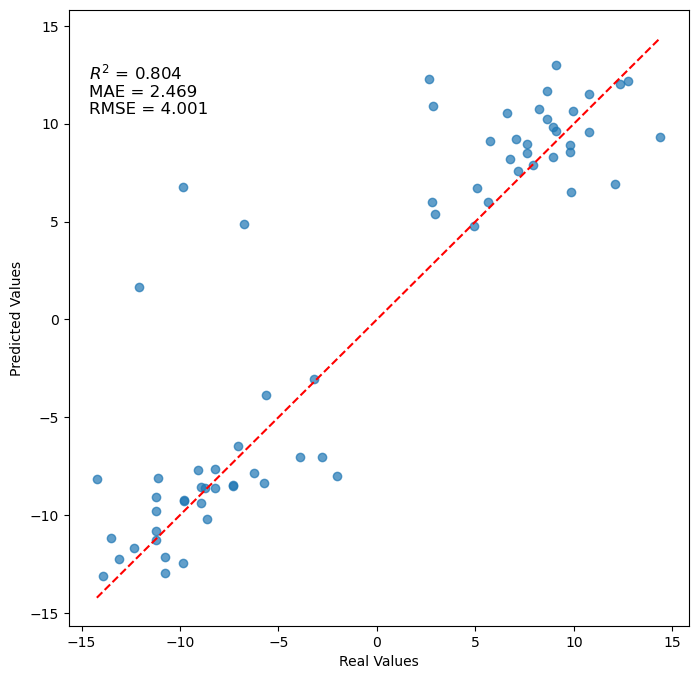 R² = 0.804
MAE = 2.469
RMSE = 4.001
15
10
5
0
−5
−10
−15
Predicted Values
−15 −10 −5 0 5 10 15
Real Values